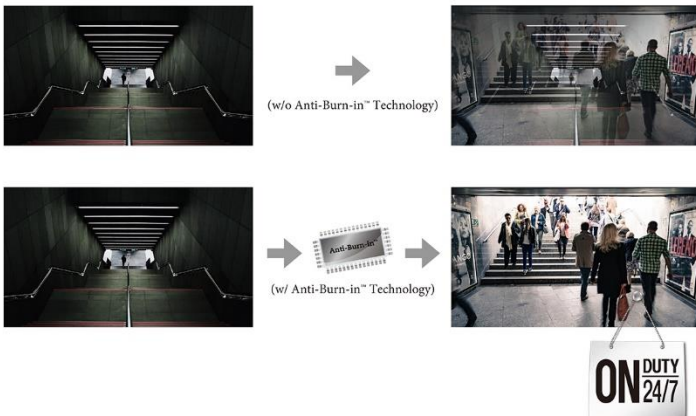 (w/o Anti-Burn-in™ Technology)
Anti-Burn-in™
(w/ Anti-Burn-in™ Technology)
ON DUTY
24/7